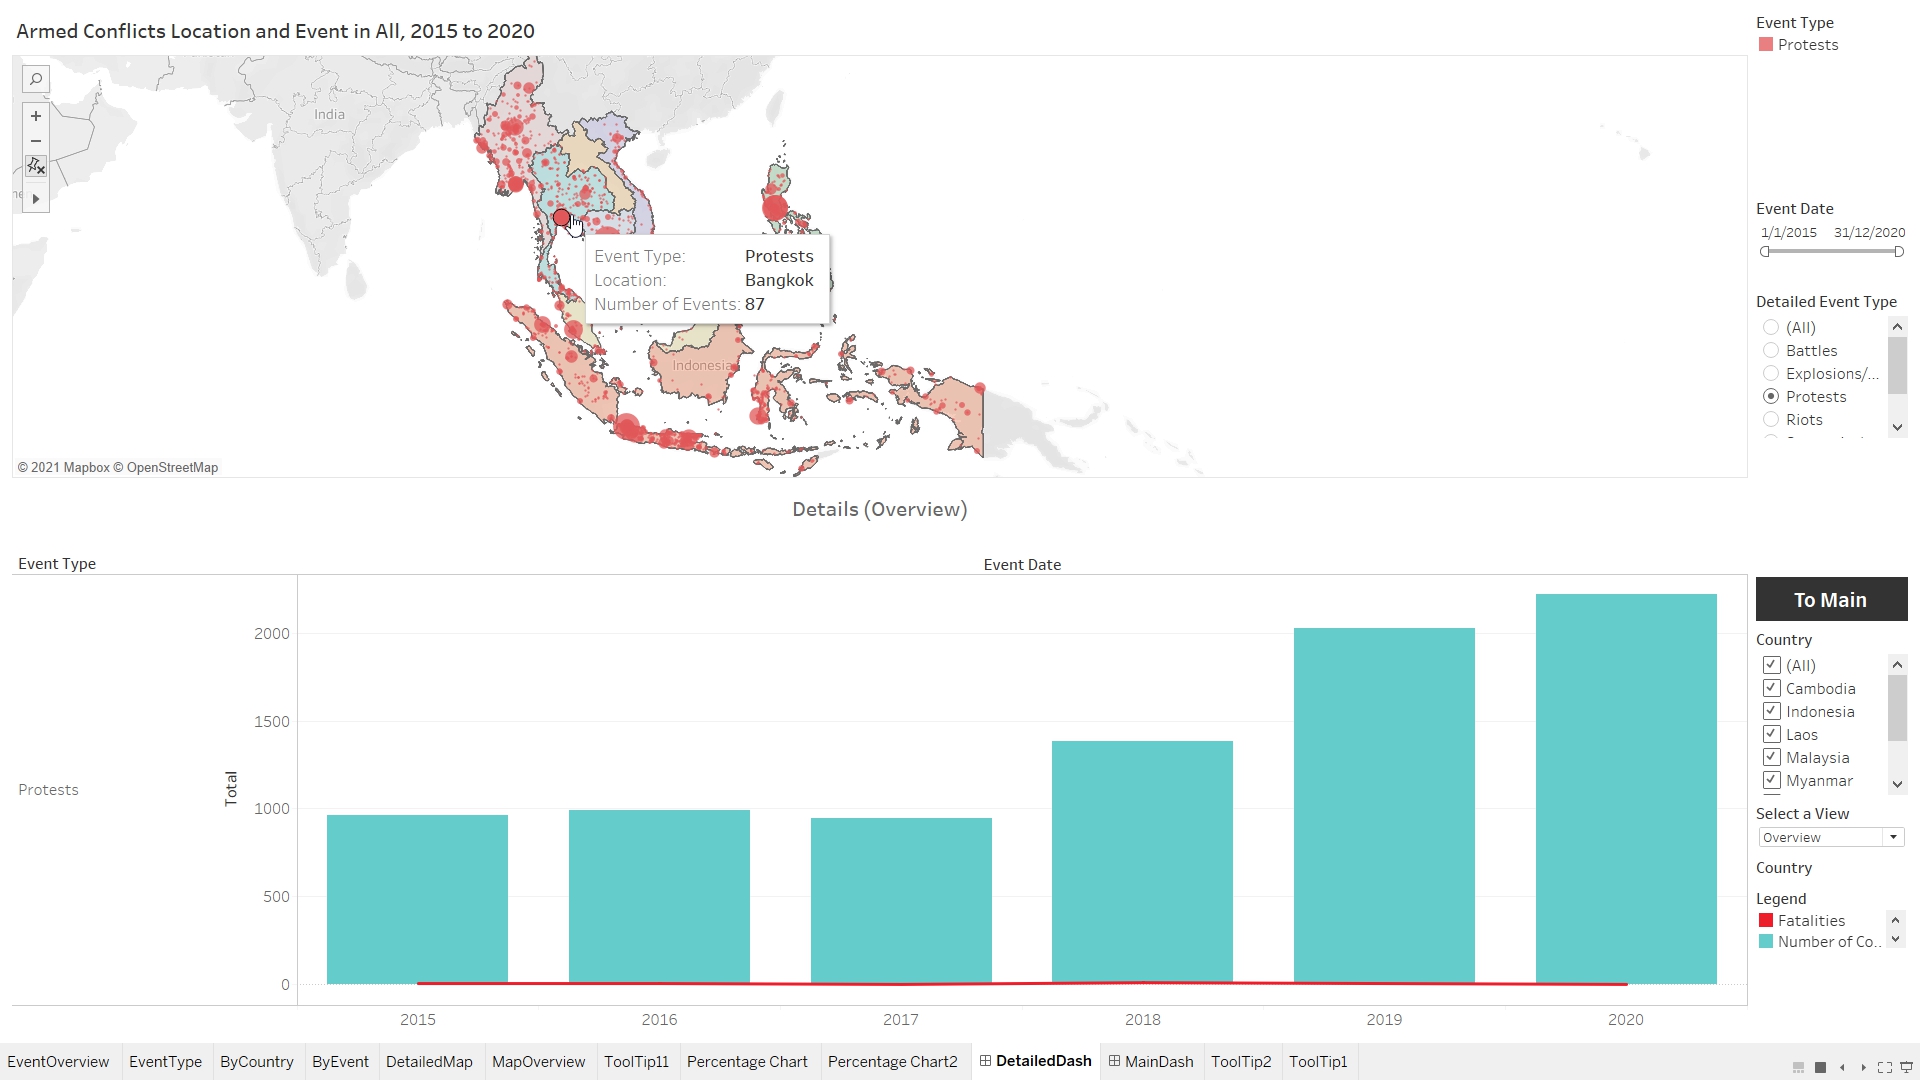 Armed Conflicts Location and Event in All, 2015 to 2020
India
Indonesia
Event Type: Protests
Location: Bangkok
Number of Events: 87
© 2021 Mapbox © OpenStreetMap
Event Type
Protests
Event Date
1/1/2015 31/12/2020
Detailed Event Type
(All)
Battles
Explosions/...
Protests
Riots
Details (Overview)
Event Type
Event Date
Protests
Total
2000
1500
1000
500
0
2015 2016 2017 2018 2019 2020
To Main
Country
(All)
Cambodia
Indonesia
Laos
Malaysia
Myanmar
Select a View
Overview
Country
Legend
Fatalities
Number of Co..
EventOverview EventType ByCountry ByEvent DetailedMap MapOverview ToolTip11 Percentage Chart Percentage Chart2 DetailedDash MainDash ToolTip2 ToolTip1